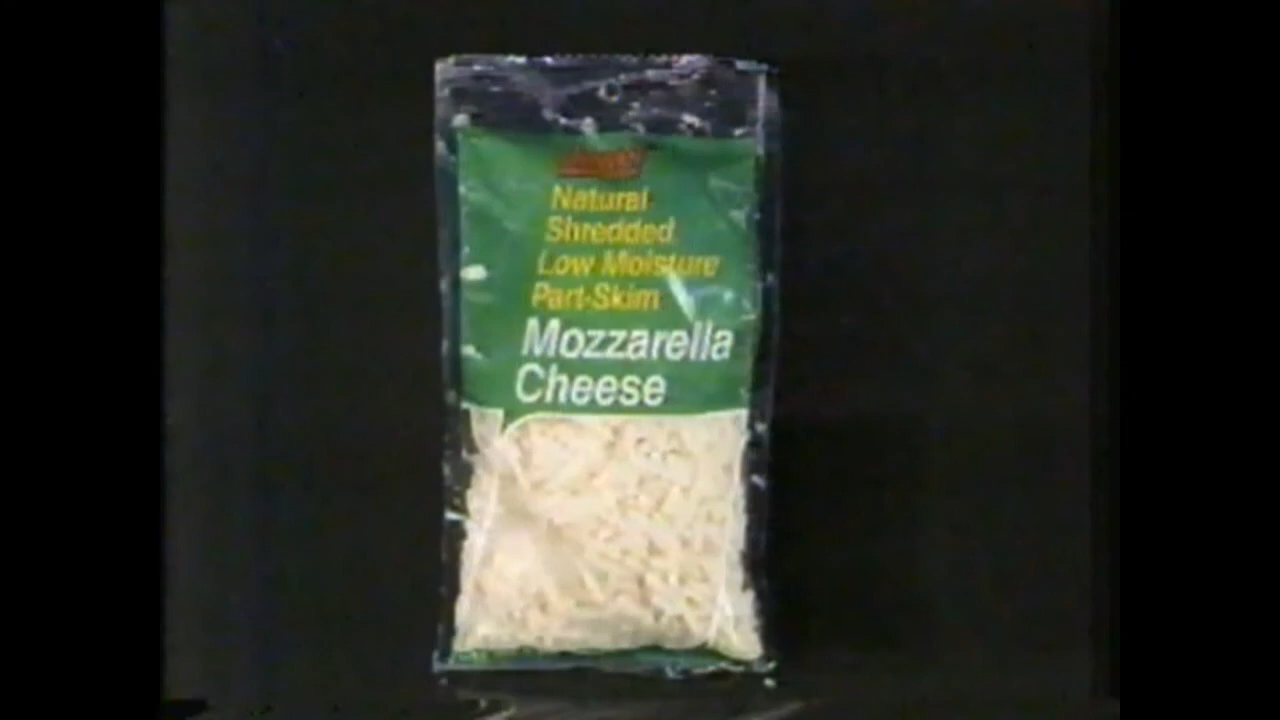 Natural
Shredded
Low Moisture
Part-Skim
Mozzarella
Cheese